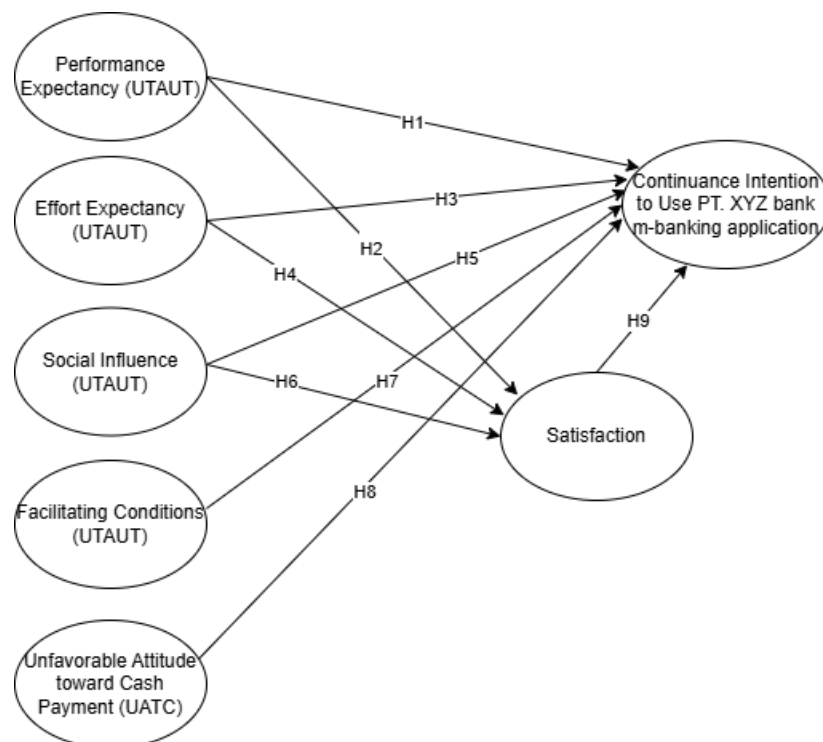 Performance
Expectancy (UTAUT)
H1
Continuance Intention
to Use PT. XYZ bank
m-banking application
Effort Expectancy
(UTAUT)
H3
H2
H4
H5
H9
Social Influence
(UTAUT)
H6
H7
Satisfaction
H8
Facilitating Conditions
(UTAUT)
Unfavorable Attitude
toward Cash
Payment (UATC)